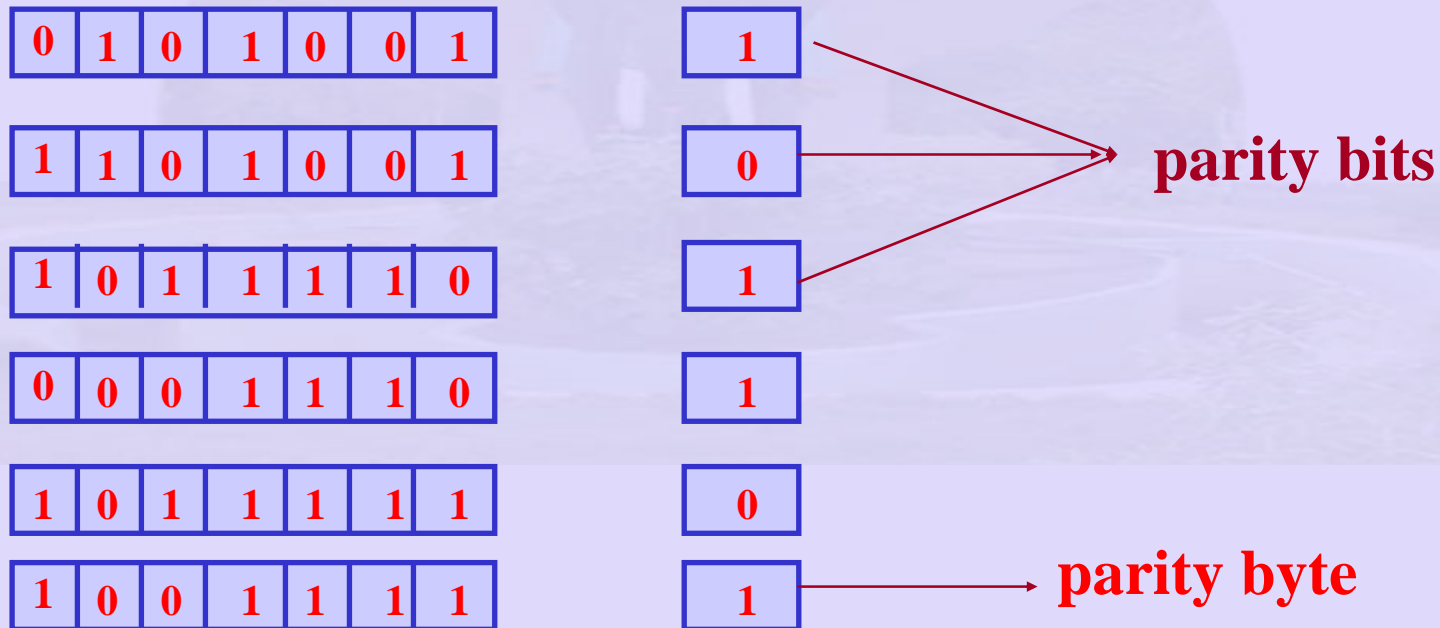 0 1 0 1 0 0 1 1
1 1 0 1 0 0 1 0 parity bits
1 0 1 1 1 1 0 1
0 0 0 1 1 1 0 1
1 0 1 1 1 1 1 0
1 0 0 1 1 1 1 1 parity byte